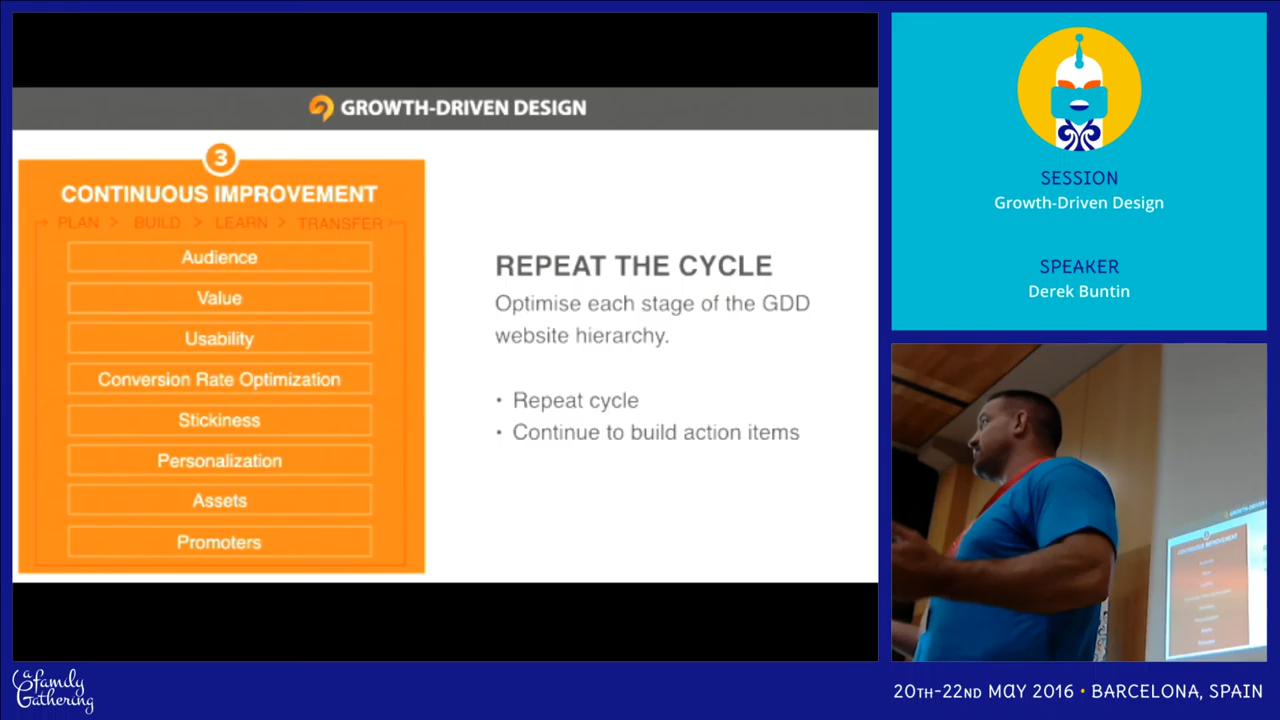 GROWTH-DRIVEN DESIGN
3
CONTINUOUS IMPROVEMENT
PLAN > BUILD > LEARN > TRANSFER
Audience
Value
Usability
Conversion Rate Optimization
Stickiness
Personalization
Assets
Promoters
REPEAT THE CYCLE
Optimise each stage of the GDD
website hierarchy.
• Repeat cycle
• Continue to build action items
SESSION
Growth-Driven Design
SPEAKER
Derek Buntin
CONTINUOUS IMPROVEMENT
a family
Gathering
20TH-22ND MAY 2016 • BARCELONA, SPAIN